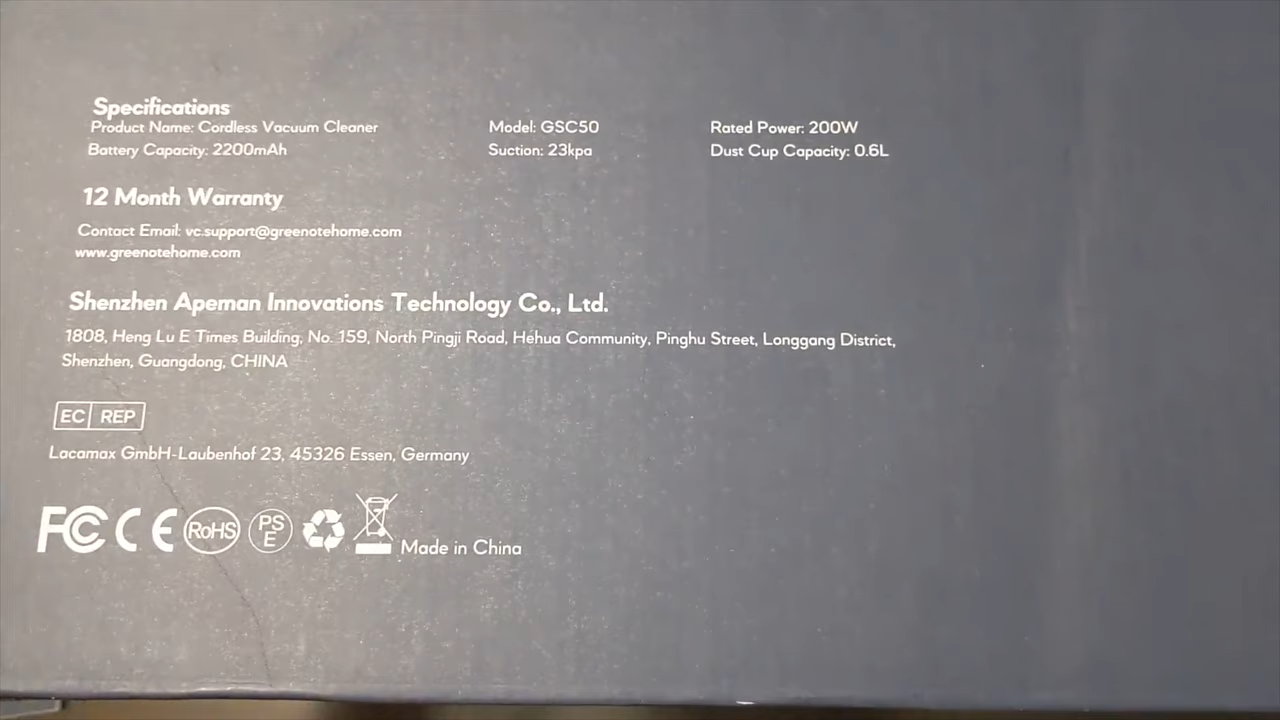 Specifications
Product Name: Cordless Vacuum Cleaner Model: GSC50 Rated Power: 200W
Battery Capacity: 2200mAh Suction: 23kpa Dust Cup Capacity: 0.6L
12 Month Warranty
Contact Email: vc.support@greenotehome.com
www.greenotehome.com
Shenzhen Apeman Innovations Technology Co., Ltd.
1808, Heng Lu E Times Building, No. 159, North Pingji Road, Hehua Community, Pinghu Street, Longgang District,
Shenzhen, Guangdong, CHINA
EC REP
Lacamax GmbH-Laubenhof 23, 45326 Essen, Germany
FC CE RoHS PSE Made in China